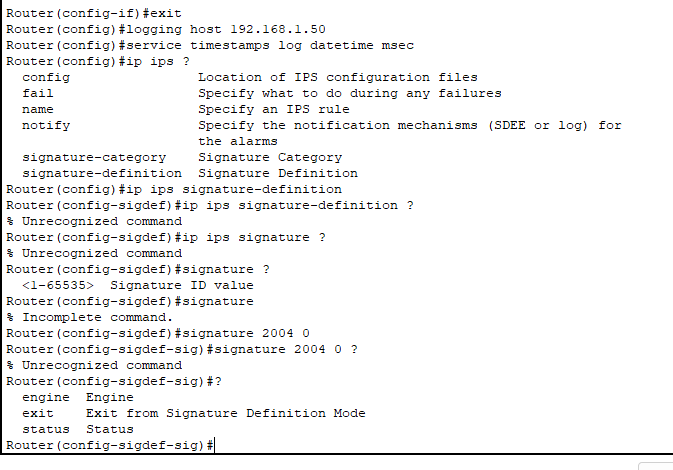 Router(config-if)#exit
Router(config)#logging host 192.168.1.50
Router(config)#service timestamps log datetime msec
Router(config)#ip ips ?
  config                Location of IPS configuration files
  fail                  Specify what to do during any failures
  name                  Specify an IPS rule
  notify                Specify the notification mechanisms (SDEE or log) for
                        the alarms
  signature-category    Signature Category
  signature-definition  Signature Definition
Router(config)#ip ips signature-definition
Router(config-sigdef)#ip ips signature-definition ?
% Unrecognized command
Router(config-sigdef)#ip ips signature ?
% Unrecognized command
Router(config-sigdef)#signature ?
  <1-65535>  Signature ID value
Router(config-sigdef)#signature
% Incomplete command.
Router(config-sigdef)#signature 2004 0
Router(config-sigdef-sig)#signature 2004 0 ?
% Unrecognized command
Router(config-sigdef-sig)#?
  engine  Engine
  exit    Exit from Signature Definition Mode
  status  Status
Router(config-sigdef-sig)#